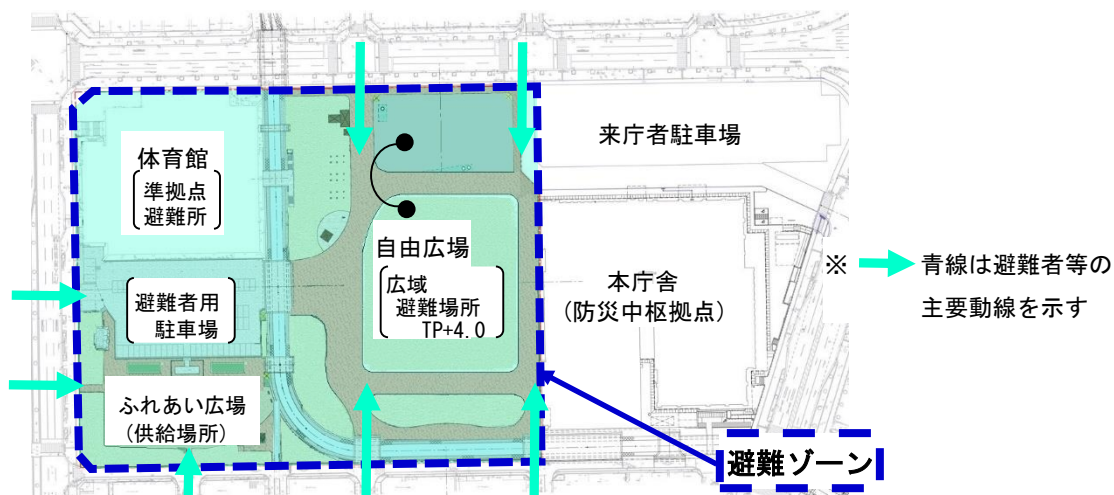 体育館
準拠点
避難所
避難者用
駐車場
ふれあい広場
(供給場所)
自由広場
広域
避難場所
TP+4.0
来庁者駐車場
本庁舎
(防災中枢拠点)
※ 青線は避難者等の
主要動線を示す
避難ゾーン